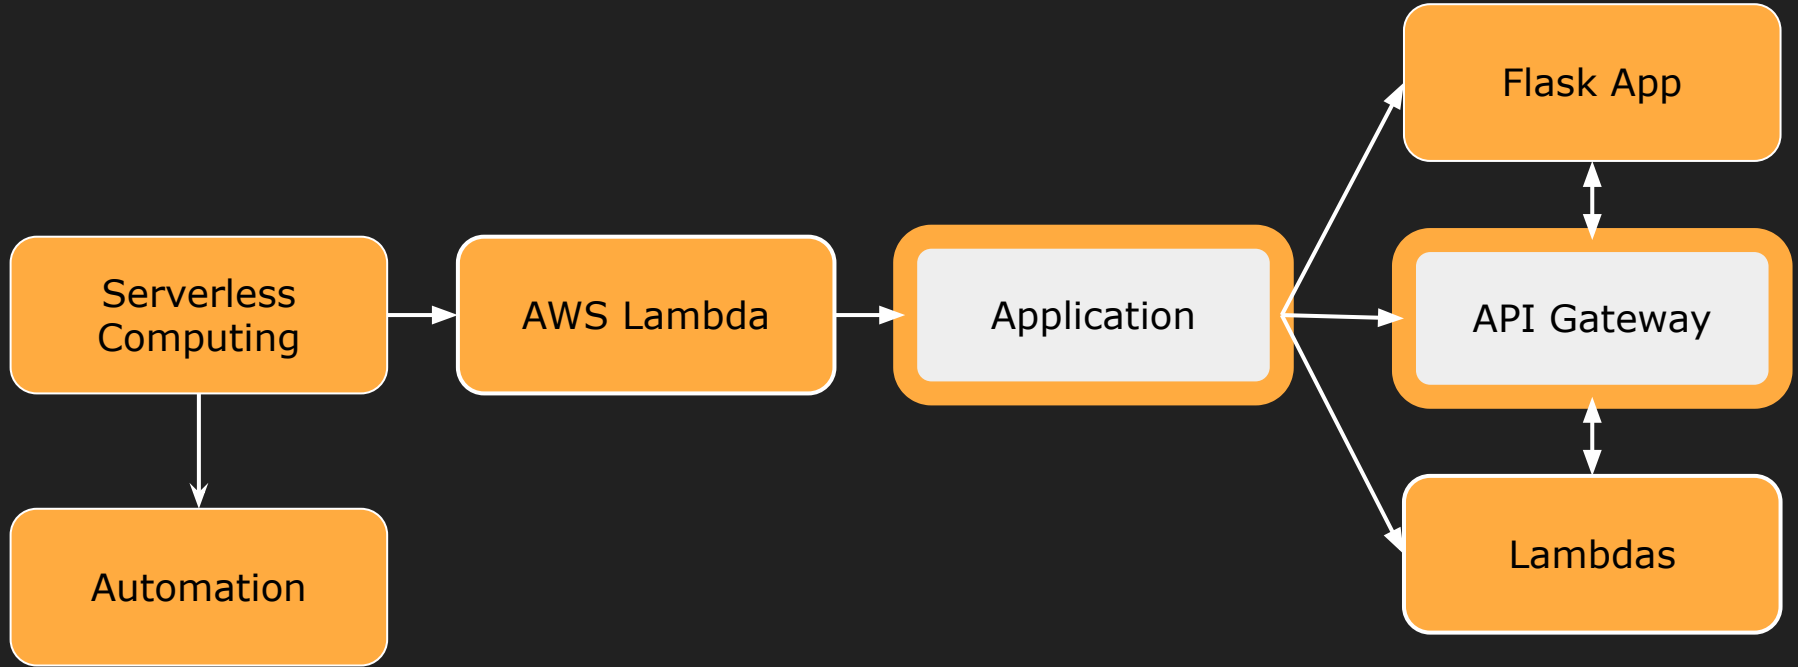 Flask App
Serverless
Computing
AWS Lambda
Application
API Gateway
Automation
Lambdas